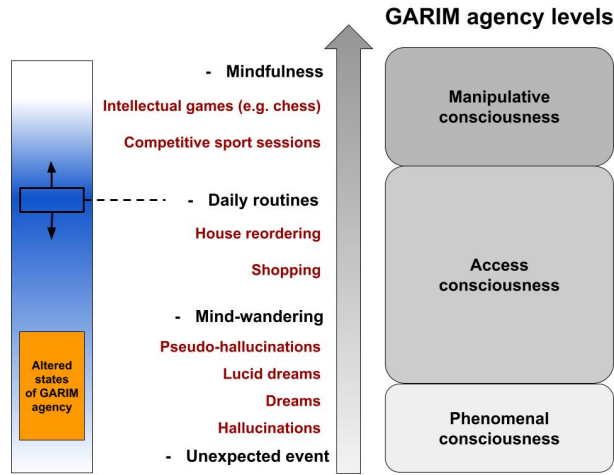 GARIM agency levels
- Mindfulness
Intellectual games (e.g. chess)
Competitive sport sessions
- Daily routines
House reordering
Shopping
- Mind-wandering
Pseudo-hallucinations
Lucid dreams
Dreams
Hallucinations
- Unexpected event
Altered
states
of GARIM
agency
Manipulative
consciousness
Access
consciousness
Phenomenal
consciousness